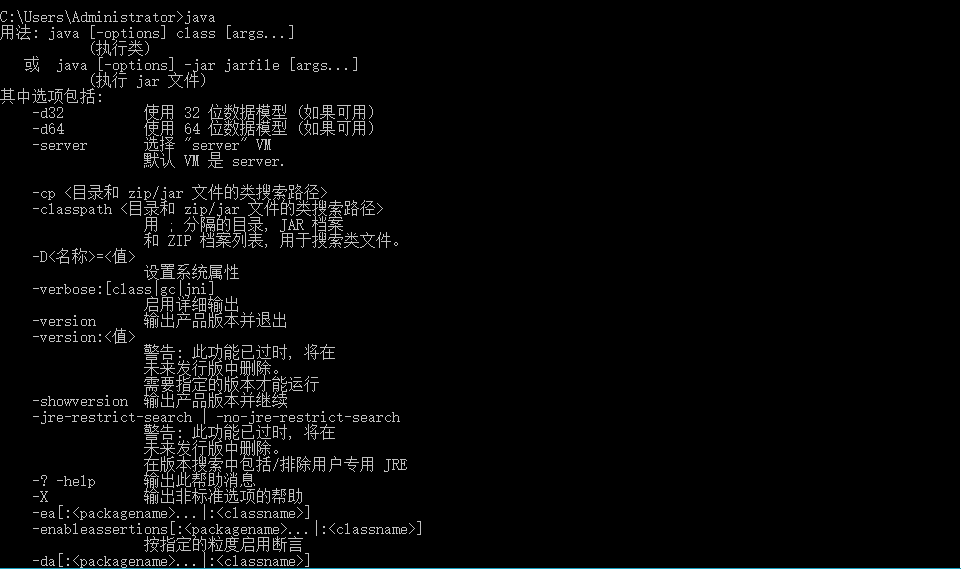 C:\Users\Administrator>java
用法: java [-options] class [args...]
(执行类)
或  java [-options] -jar jarfile [args...]
(执行 jar 文件)
其中选项包括:
-d32          使用 32 位数据模型 (如果可用)
-d64          使用 64 位数据模型 (如果可用)
-server       选择 "server" VM
默认 VM 是 server.
-cp <目录和 zip/jar 文件的类搜索路径>
-classpath <目录和 zip/jar 文件的类搜索路径>
用 ; 分隔的目录, JAR 档案
和 ZIP 档案列表, 用于搜索类文件。
-D<名称>=<值>
设置系统属性
-verbose:[class|gc|jni]
启用详细输出
-version      输出产品版本并退出
-version:<值>
警告: 此功能已过时, 将在
未来发行版中删除。
需要指定的版本才能运行
-showversion  输出产品版本并继续
-jre-restrict-search | -no-jre-restrict-search
警告: 此功能已过时, 将在
未来发行版中删除。
在版本搜索中包括/排除用户专用 JRE
-? -help      输出此帮助消息
-X            输出非标准选项的帮助
-ea[:<packagename>...|:<classname>]
-enableassertions[:<packagename>...|:<classname>]
按指定的粒度启用断言
-da[:<packagename>...|:<classname>]